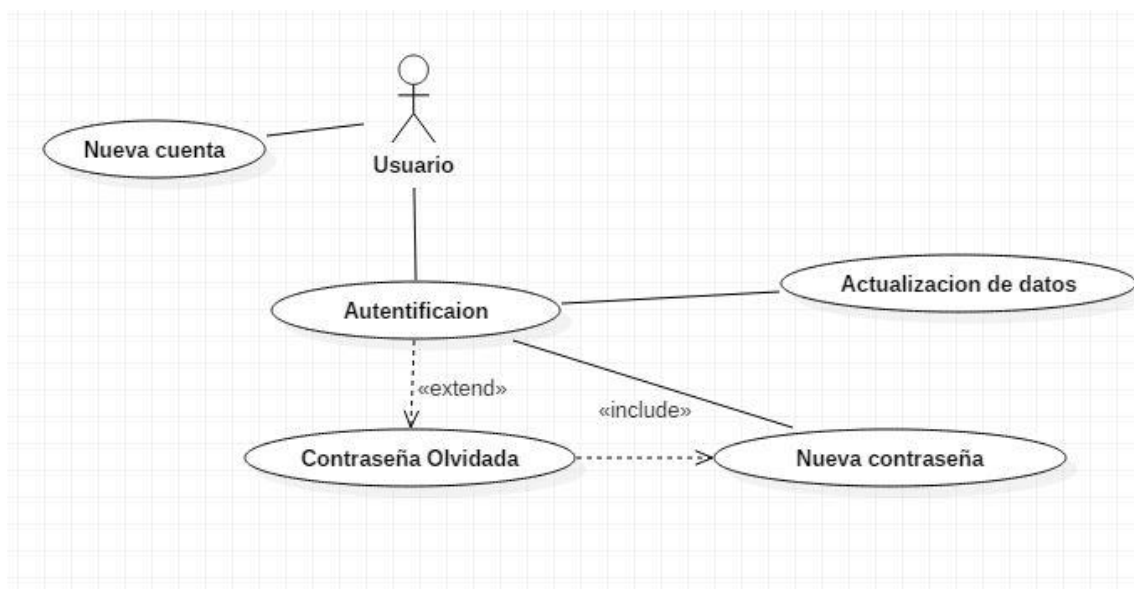 Nueva cuenta
Usuario
Actualizacion de datos
Autentificaion
«extend»
«include»
Contraseña Olvidada
Nueva contraseña